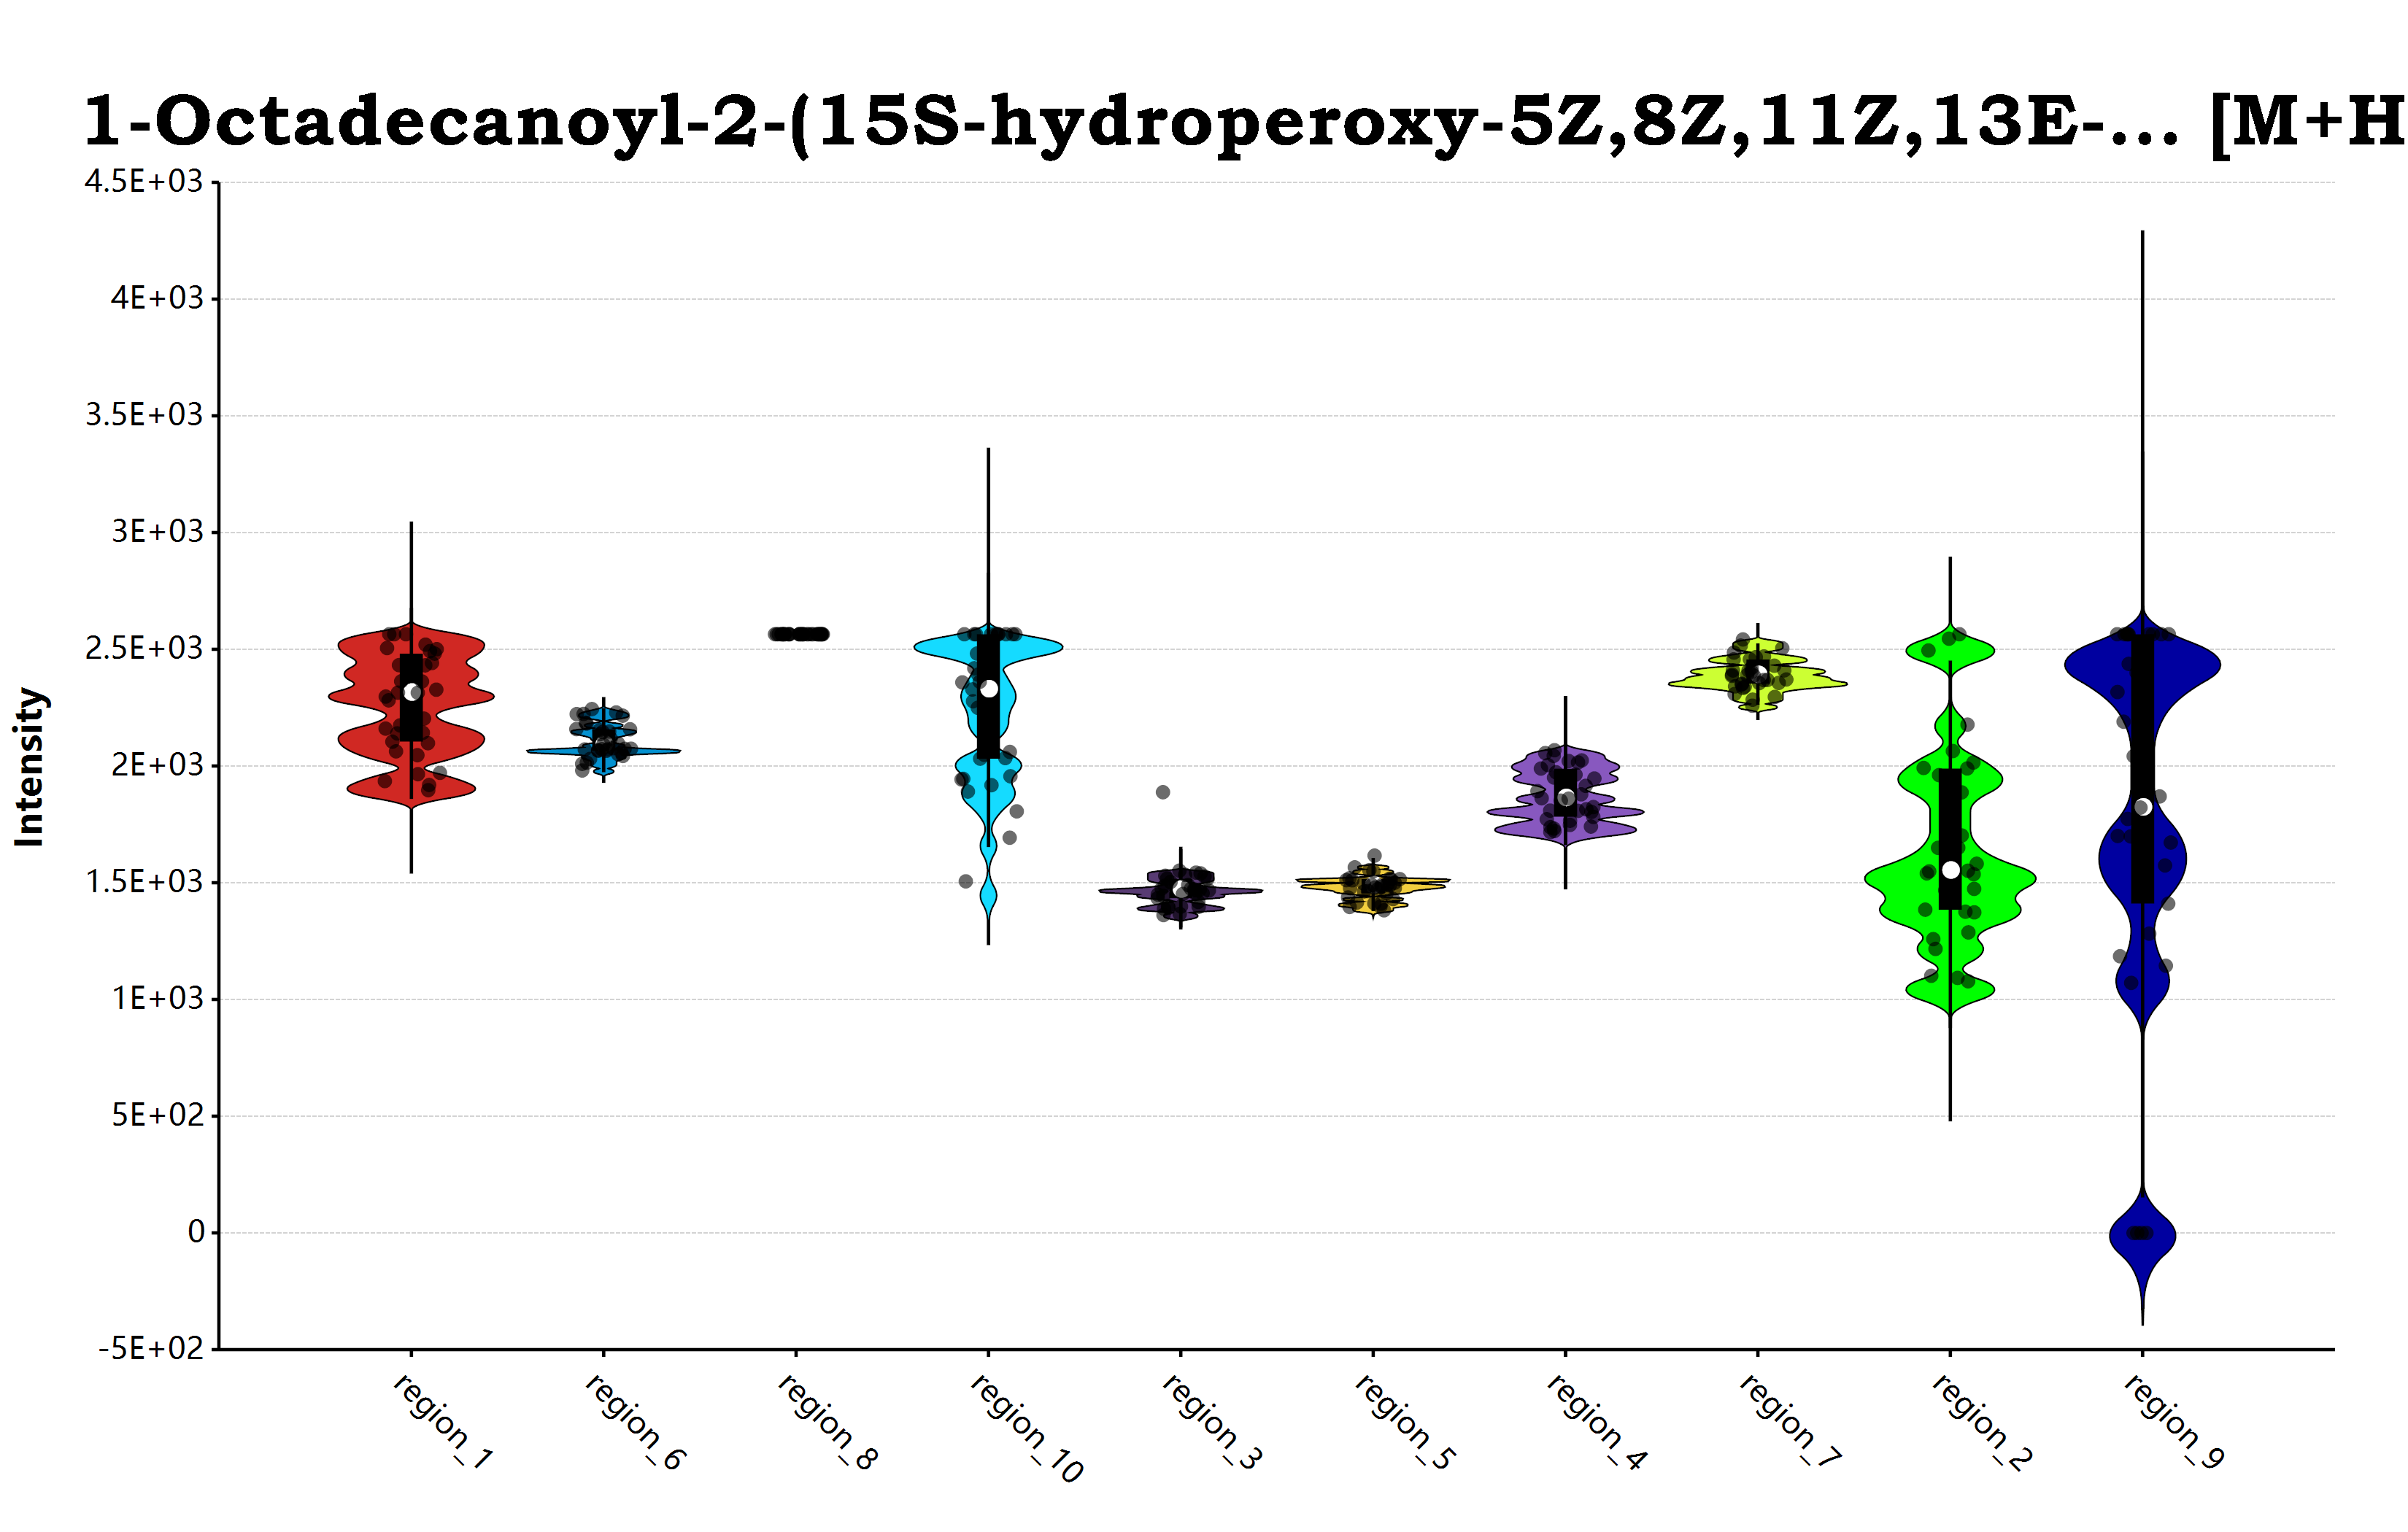 1-Octadecanoyl-2-(15S-hydroperoxy-5Z,8Z,11Z,13E-... [M+H
4.5E+03
4E+03
3.5E+03
3E+03
2.5E+03
2E+03
1.5E+03
1E+03
5E+02
0
-5E+02
Intensity
region_1
region_6
region_8
region_10
region_3
region_5
region_4
region_7
region_2
region_9